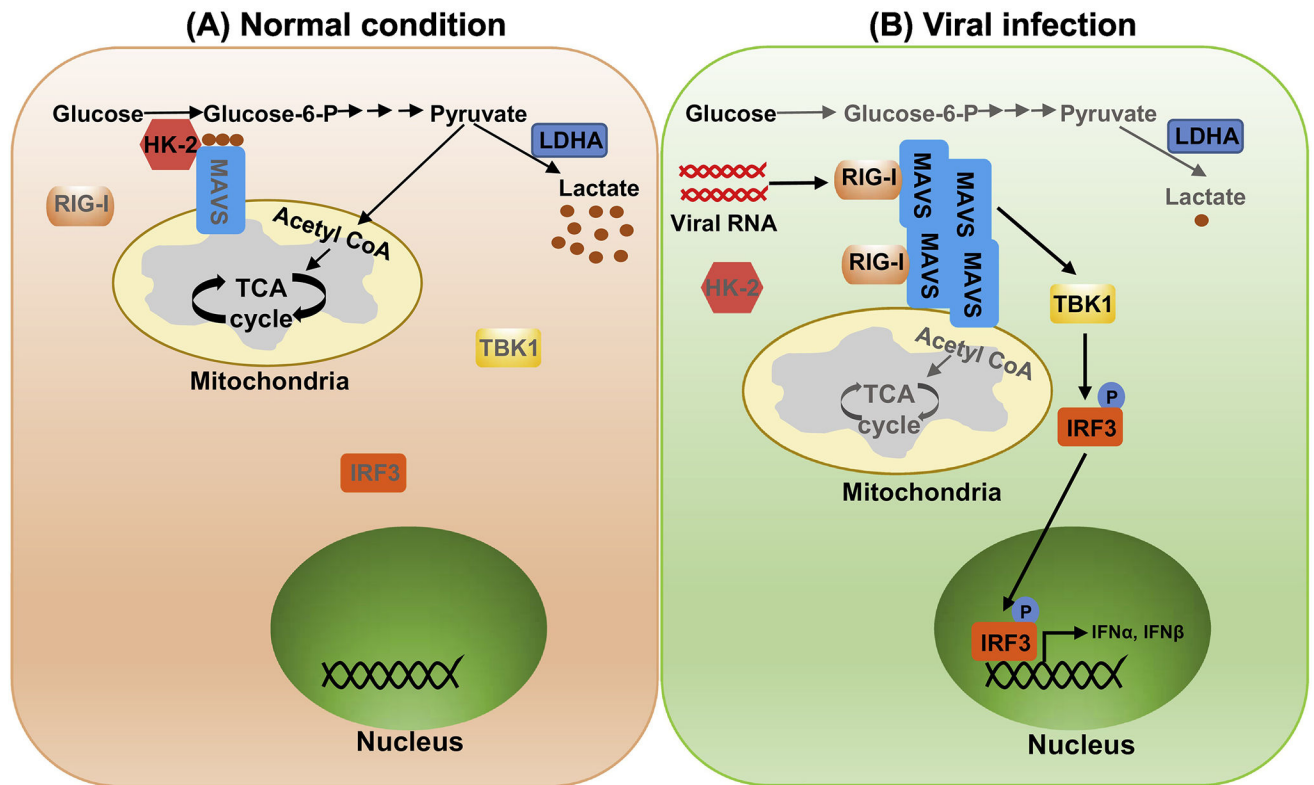 (A) Normal condition
Glucose Glucose-6-P Pyruvate
HK-2
LDHA
MAVS
Lactate
RIG-I
Acetyl CoA
TCA
cycle
TBK1
Mitochondria
IRF3
Nucleus
(B) Viral infection
Glucose Glucose-6-P Pyruvate
LDHA
MAVS
RIG-I
MAVS
Lactate
Viral RNA
MAVS
RIG-I
MAVS
HK-2
TBK1
Acetyl CoA
TCA
cycle
P
IRF3
Mitochondria
P
IRF3
IFNα, IFNβ
Nucleus